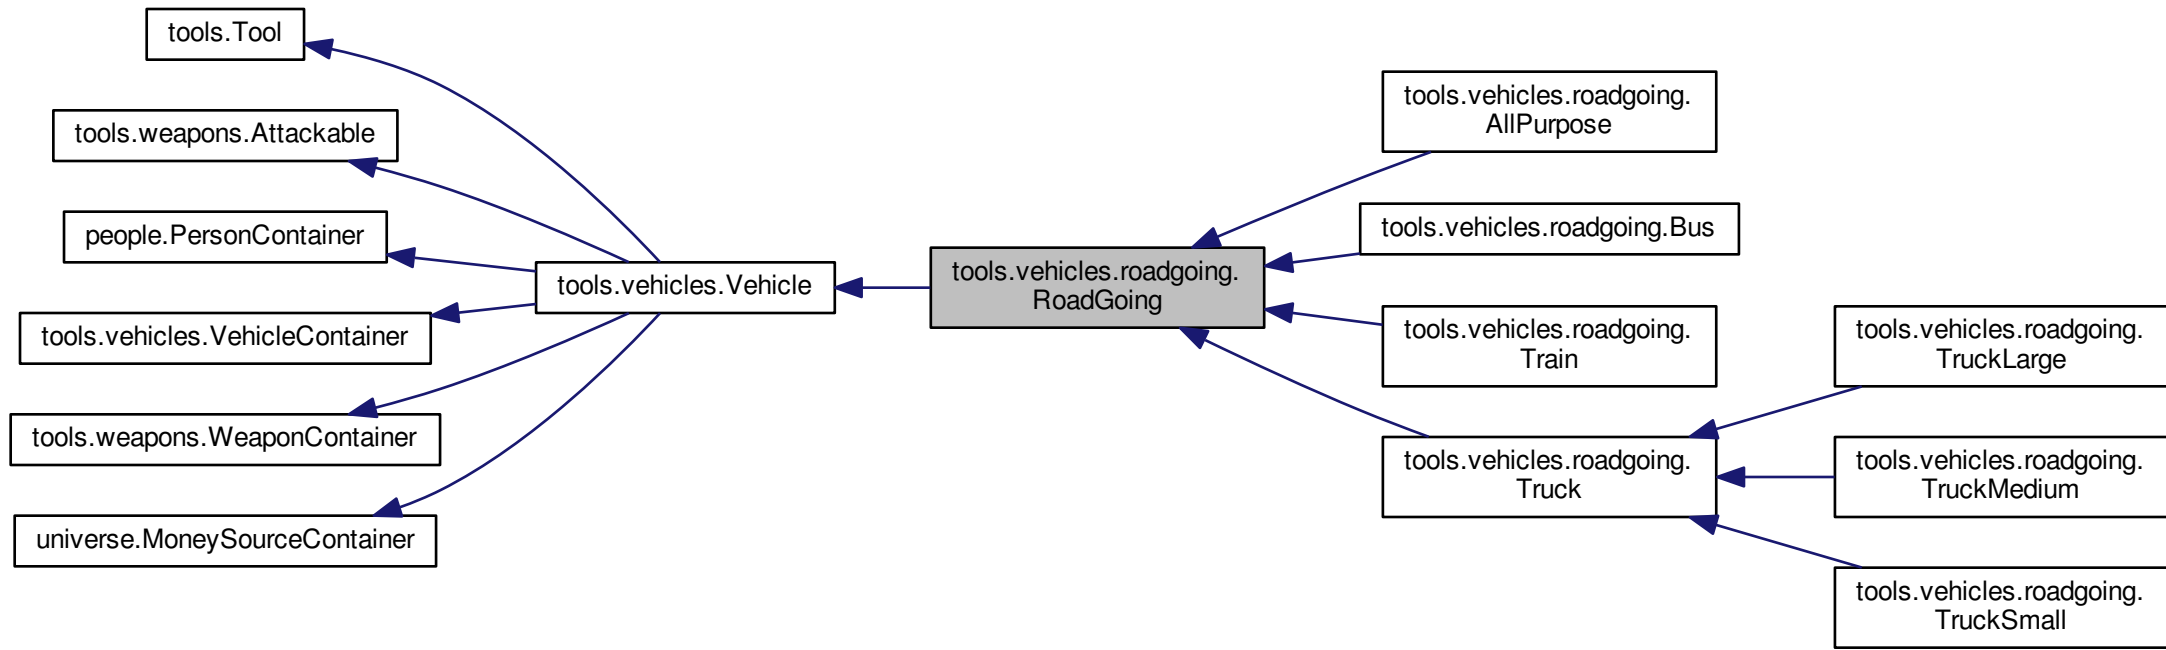 tools.Tool
tools.weapons.Attackable
people.PersonContainer
tools.vehicles.VehicleContainer
tools.weapons.WeaponContainer
universe.MoneySourceContainer
tools.vehicles.Vehicle
tools.vehicles.roadgoing.
RoadGoing
tools.vehicles.roadgoing.
AllPurpose
tools.vehicles.roadgoing.Bus
tools.vehicles.roadgoing.
Train
tools.vehicles.roadgoing.
Truck
tools.vehicles.roadgoing.
TruckLarge
tools.vehicles.roadgoing.
TruckMedium
tools.vehicles.roadgoing.
TruckSmall